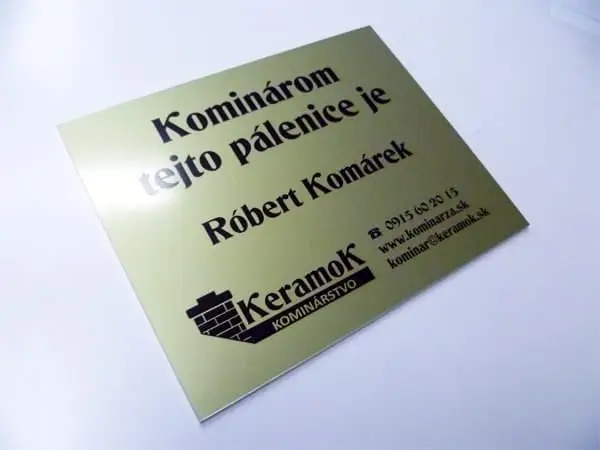 Kominárom
tejto pálenice je
Róbert Komárek
☎ 0915 60 20 15
www.kominarza.sk
kominar@keramok.sk
KeramoK
KOMINÁRSTVO